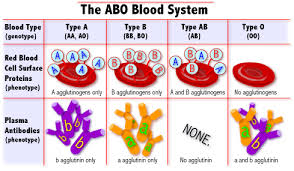 The ABO Blood System
Blood Type (genotype)
Type A (AA, AO)
Type B (BB, BO)
Type AB (AB)
Type O (OO)
Red Blood Cell Surface Proteins (phenotype)
A A A A A
B B B B B
A B A B A B
A agglutinogens only
B agglutinogens only
A and B agglutinogens
No agglutinogens
Plasma Antibodies (phenotype)
b b b
a a a
NONE.
b agglutinin only
a agglutinin only
No agglutinin
a and b agglutinin